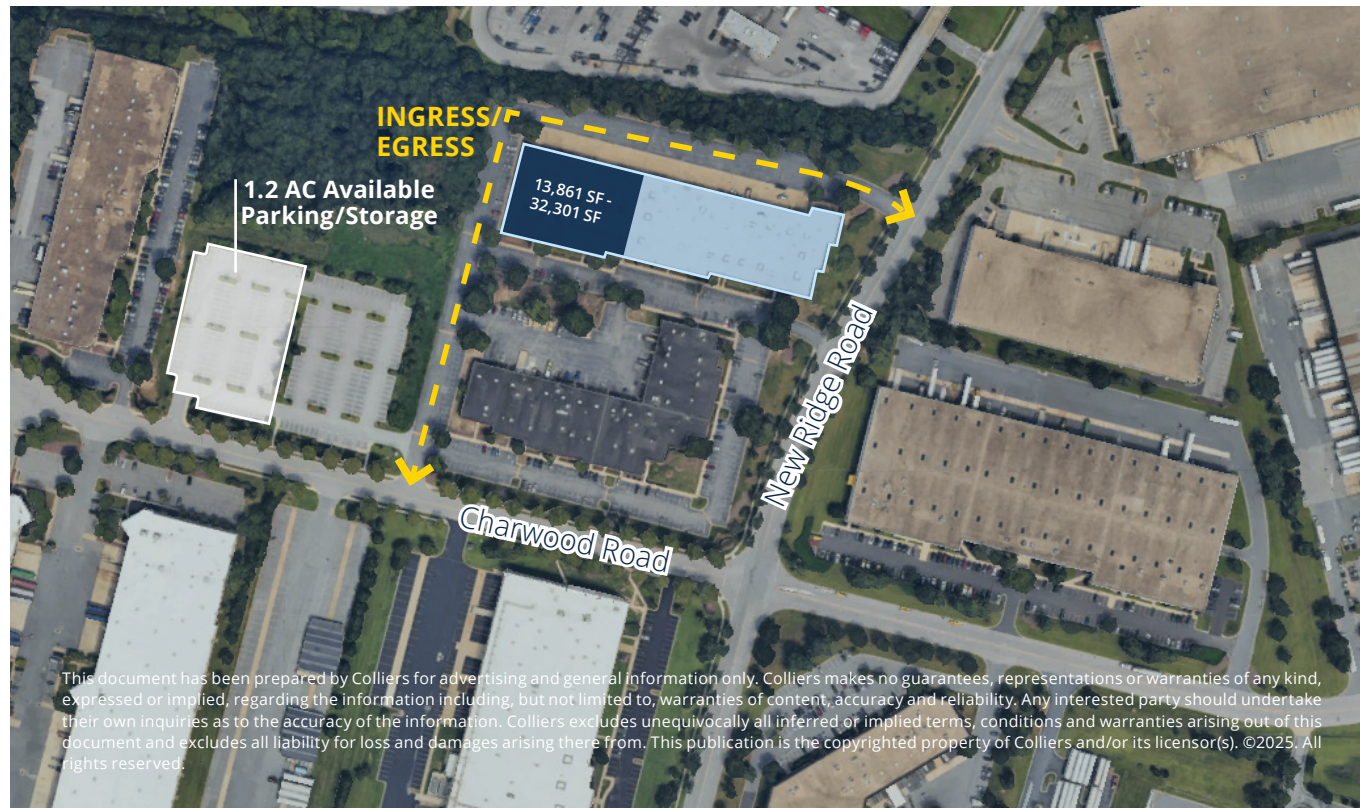 INGRESS/
EGRESS
1.2 AC Available
Parking/Storage
13,861 SF -
32,301 SF
New Ridge Road
Charwood Road
This document has been prepared by Colliers for advertising and general information only. Colliers makes no guarantees, representations or warranties of any kind,
expressed or implied, regarding the information including, but not limited to, warranties of content, accuracy and reliability. Any interested party should undertake
their own inquiries as to the accuracy of the information. Colliers excludes unequivocally all inferred or implied terms, conditions and warranties arising out of this
document and excludes all liability for loss and damages arising there from. This publication is the copyrighted property of Colliers and/or its licensor(s). ©2025. All
rights reserved.